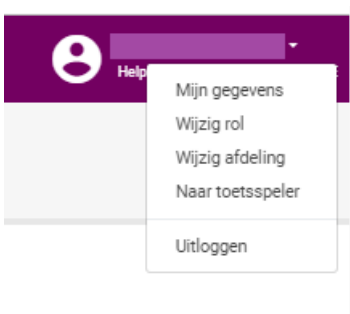 Help
Mijn gegevens
Wijzig rol
Wijzig afdeling
Naar toetsspeler
Uitloggen